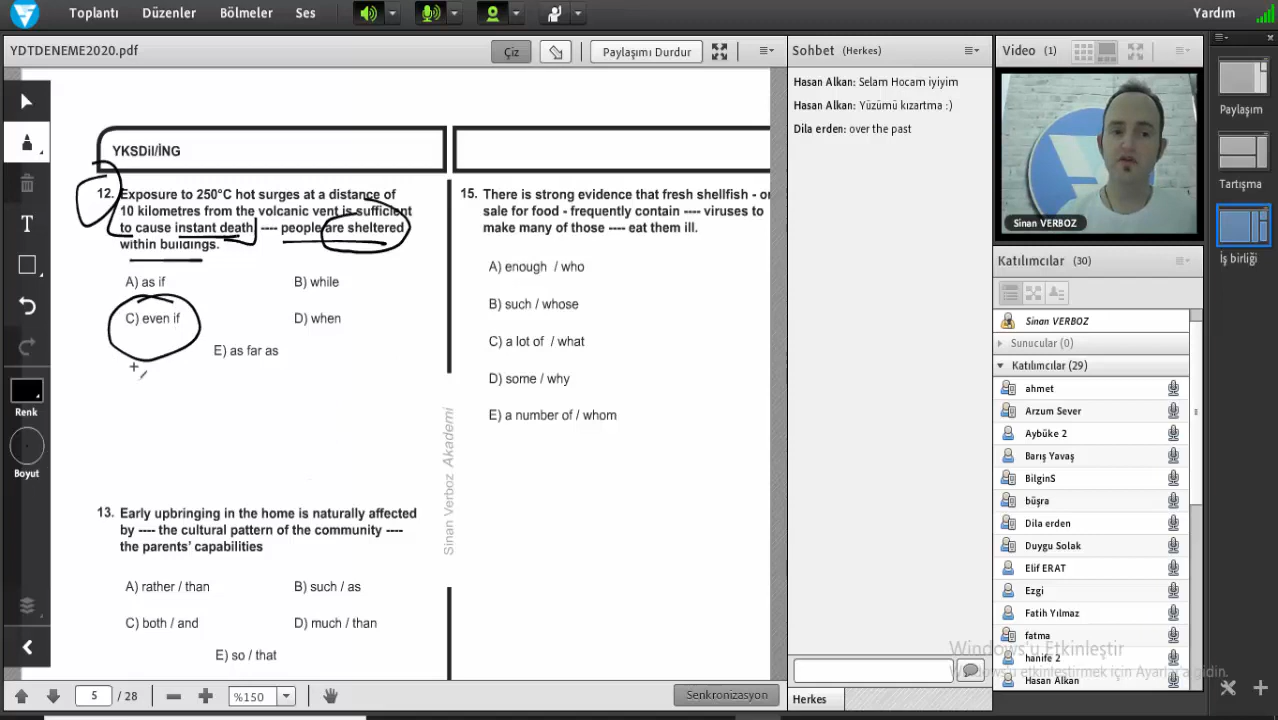 Toplantı Düzenler Bölmeler Ses Yardım
YDTDENEME2020.pdf
Çiz
Paylaşımı Durdur
YKSDil/İNG
12. Exposure to 250°C hot surges at a distance of
10 kilometres from the volcanic vent is sufficient
to cause instant death ---- people are sheltered
within buildings.
A) as if
B) while
C) even if
D) when
E) as far as
13. Early upbringing in the home is naturally affected
by ---- the cultural pattern of the community ----
the parents' capabilities
A) rather / than
B) such / as
C) both / and
D) much / than
E) so / that
Sinan Verboz Akademi
15. There is strong evidence that fresh shellfish - on
sale for food - frequently contain ---- viruses to
make many of those ---- eat them ill.
A) enough / who
B) such / whose
C) a lot of / what
D) some / why
E) a number of / whom
Renk
Boyut
5 / 28
%150
Senkronizasyon
Sohbet (Herkes)
Hasan Alkan: Selam Hocam iyiyim
Hasan Alkan: Yüzümü kızartma :)
Dila erden: over the past
Herkes
Video (1)
Sinan VERBOZ
Katılımcılar (30)
Sinan VERBOZ
Sunucular (0)
Katılımcılar (29)
ahmet
Arzum Sever
Aybüke 2
Barış Yavaş
BilginS
büşra
Dila erden
Duygu Solak
Elif ERAT
Ezgi
Fatih Yılmaz
fatma
hanife 2
Hasan Alkan
Paylaşım
Tartışma
İş birliği
Windows'u Etkinleştir
Windows'u etkinleştirmek için Ayarlar'a gidin.